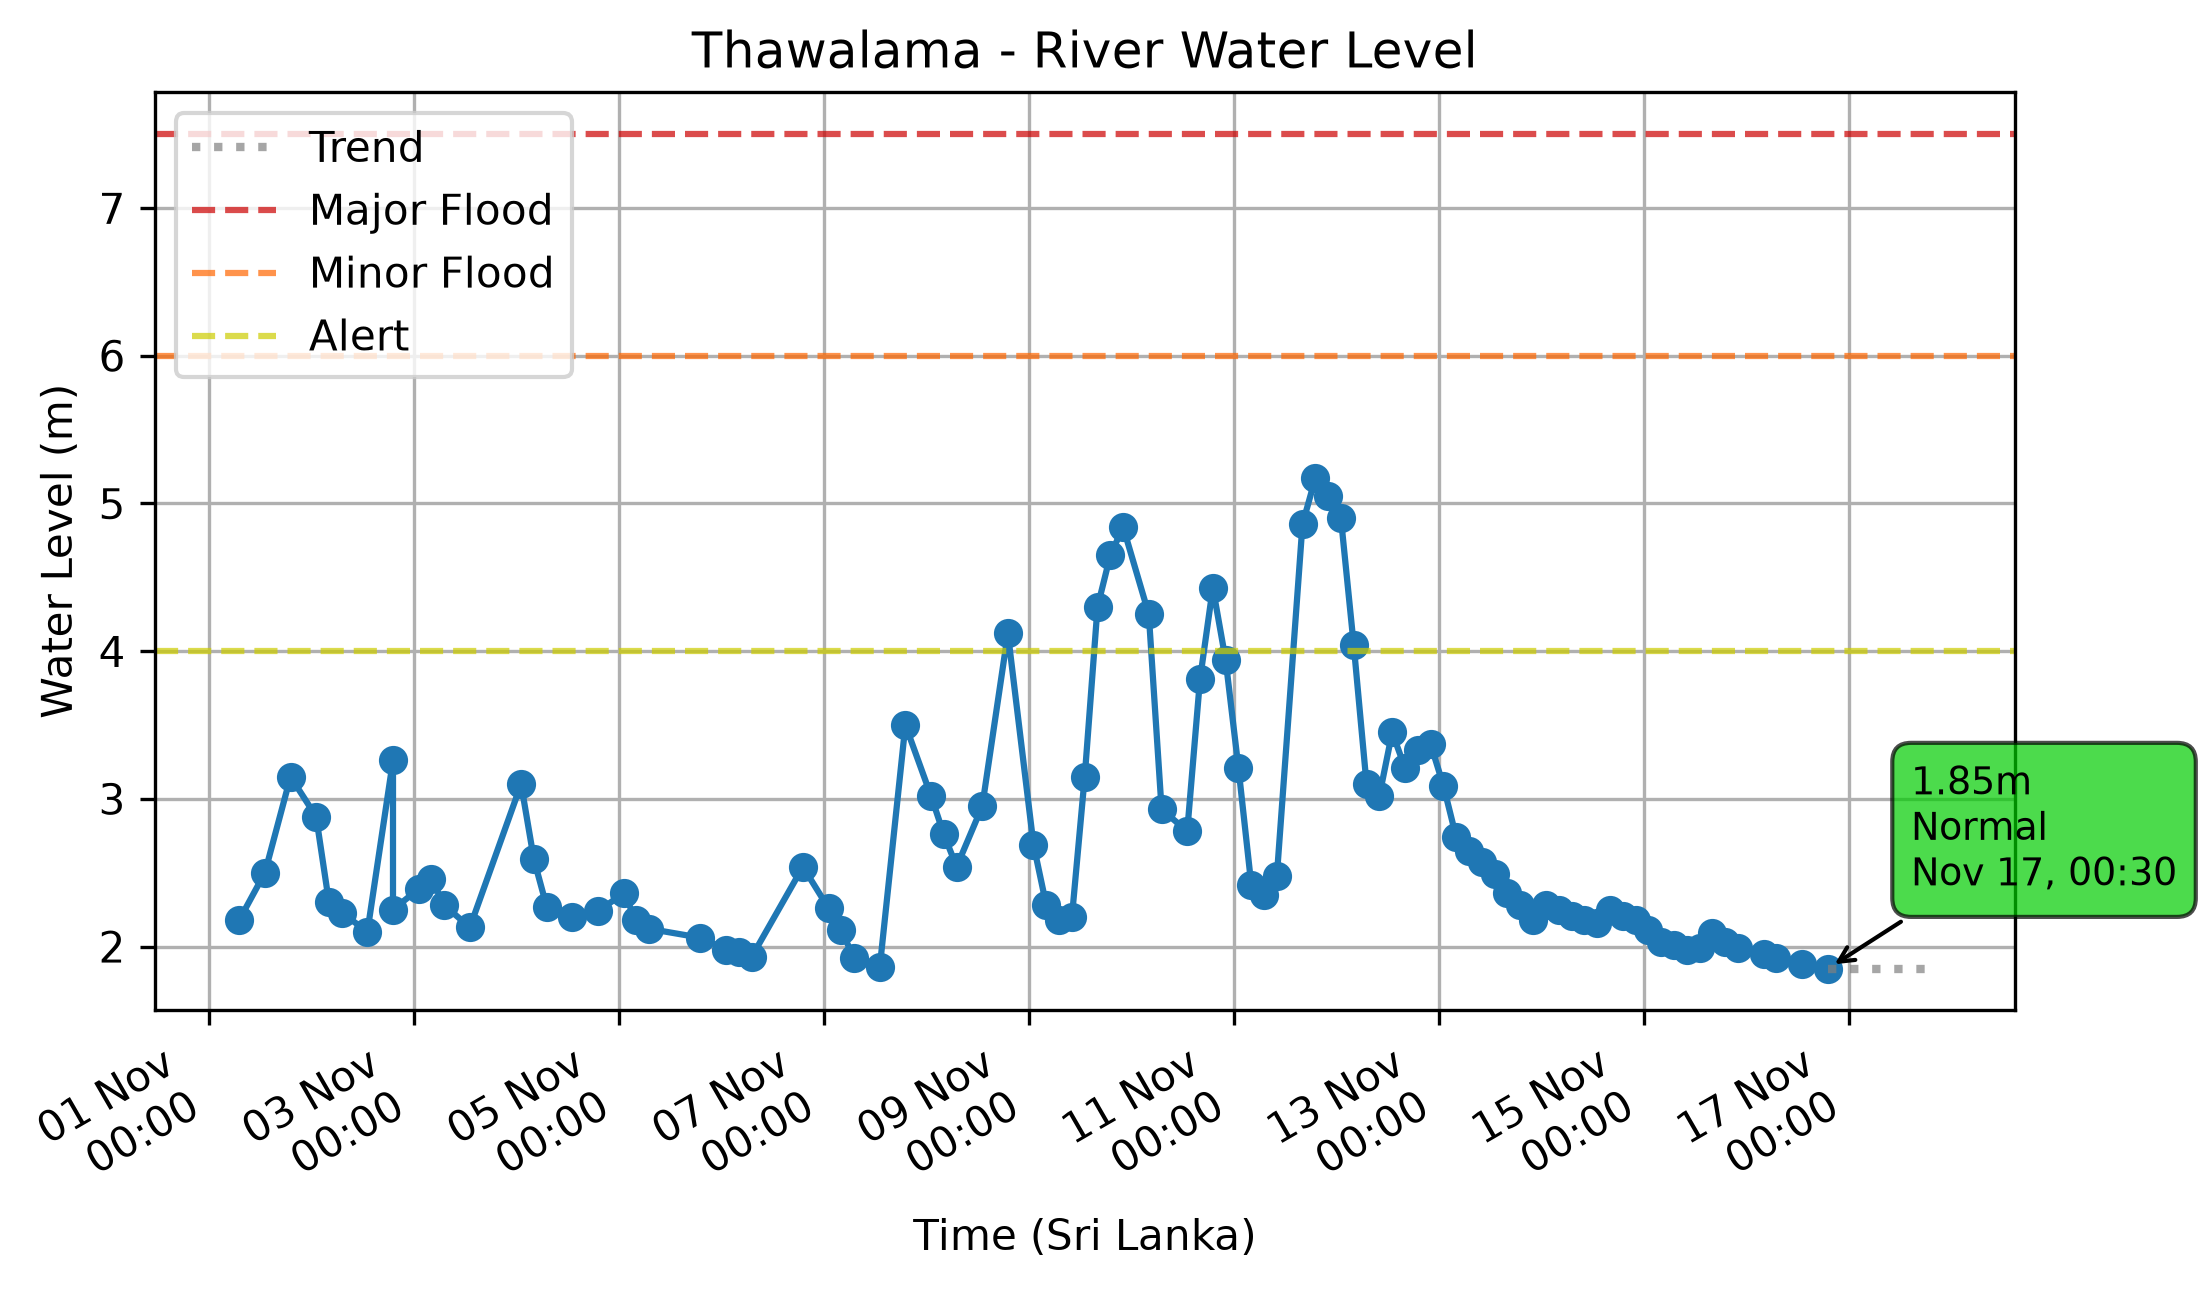 Thawalama - River Water Level
Trend
Major Flood
Minor Flood
Alert
Water Level (m)
7
6
5
4
3
2
1.85m
Normal
Nov 17, 00:30
01 Nov
00:00
03 Nov
00:00
05 Nov
00:00
07 Nov
00:00
09 Nov
00:00
11 Nov
00:00
13 Nov
00:00
15 Nov
00:00
17 Nov
00:00
Time (Sri Lanka)